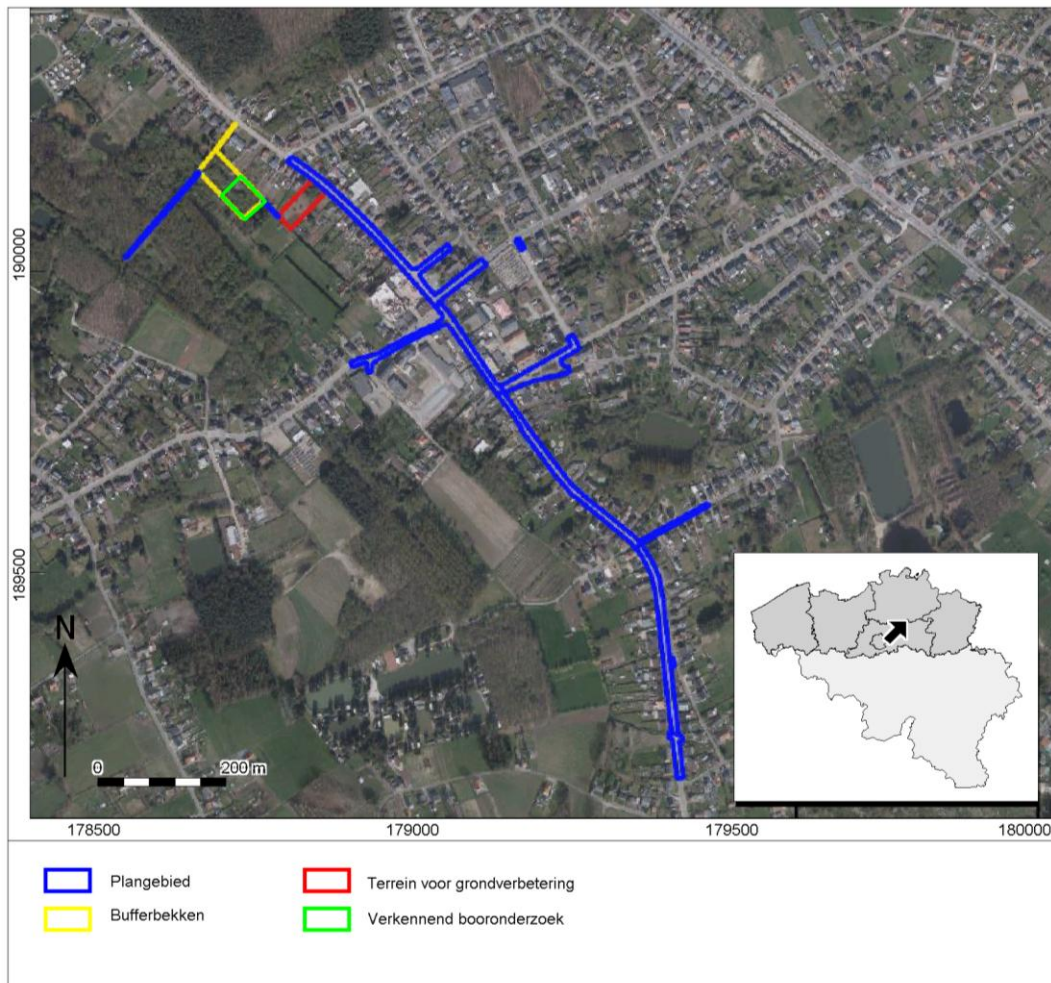 190000
189500
N
0 200 m
178500 179000 179500 180000
Plangebied
Terrein voor grondverbetering
Bufferbekken
Verkennend booronderzoek